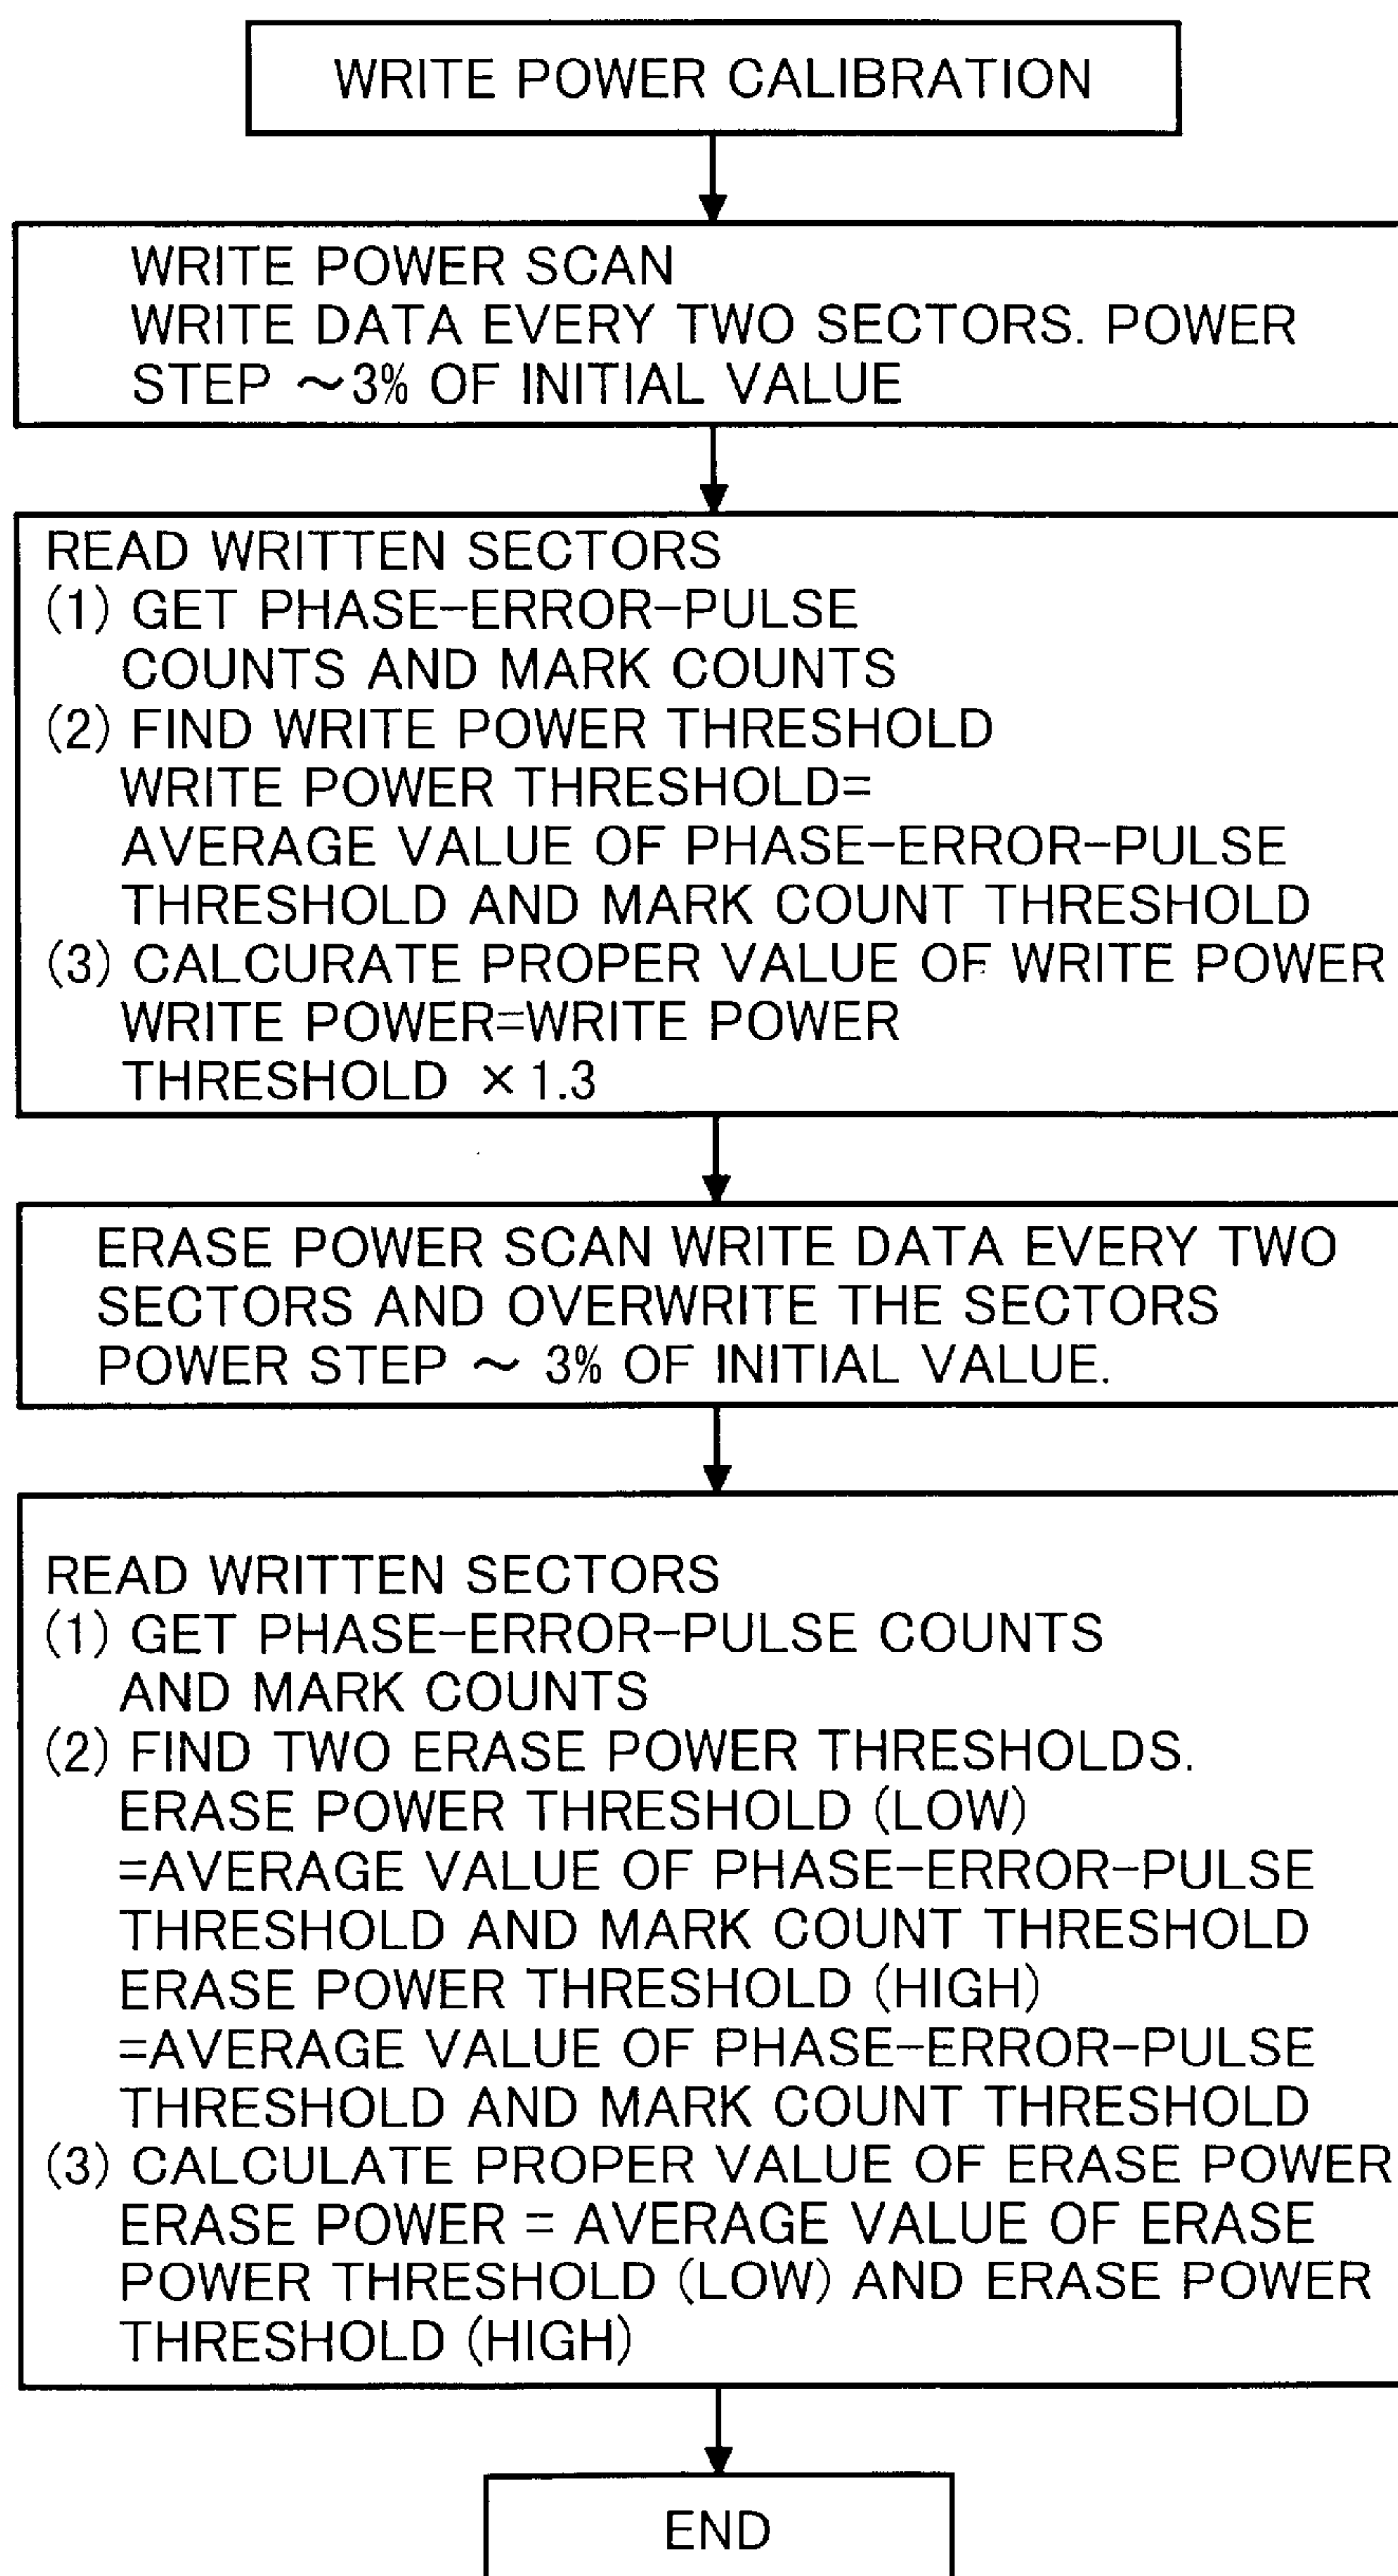 WRITE POWER CALIBRATION
WRITE POWER SCAN
WRITE DATA EVERY TWO SECTORS. POWER
STEP ~3% OF INITIAL VALUE
READ WRITTEN SECTORS
(1) GET PHASE-ERROR-PULSE
COUNTS AND MARK COUNTS
(2) FIND WRITE POWER THRESHOLD
WRITE POWER THRESHOLD=
AVERAGE VALUE OF PHASE-ERROR-PULSE
THRESHOLD AND MARK COUNT THRESHOLD
(3) CALCURATE PROPER VALUE OF WRITE POWER
WRITE POWER=WRITE POWER
THRESHOLD ×1.3
ERASE POWER SCAN WRITE DATA EVERY TWO
SECTORS AND OVERWRITE THE SECTORS
POWER STEP ~ 3% OF INITIAL VALUE.
READ WRITTEN SECTORS
(1) GET PHASE-ERROR-PULSE COUNTS
AND MARK COUNTS
(2) FIND TWO ERASE POWER THRESHOLDS.
ERASE POWER THRESHOLD (LOW)
=AVERAGE VALUE OF PHASE-ERROR-PULSE
THRESHOLD AND MARK COUNT THRESHOLD
ERASE POWER THRESHOLD (HIGH)
=AVERAGE VALUE OF PHASE-ERROR-PULSE
THRESHOLD AND MARK COUNT THRESHOLD
(3) CALCULATE PROPER VALUE OF ERASE POWER
ERASE POWER = AVERAGE VALUE OF ERASE
POWER THRESHOLD (LOW) AND ERASE POWER
THRESHOLD (HIGH)
END